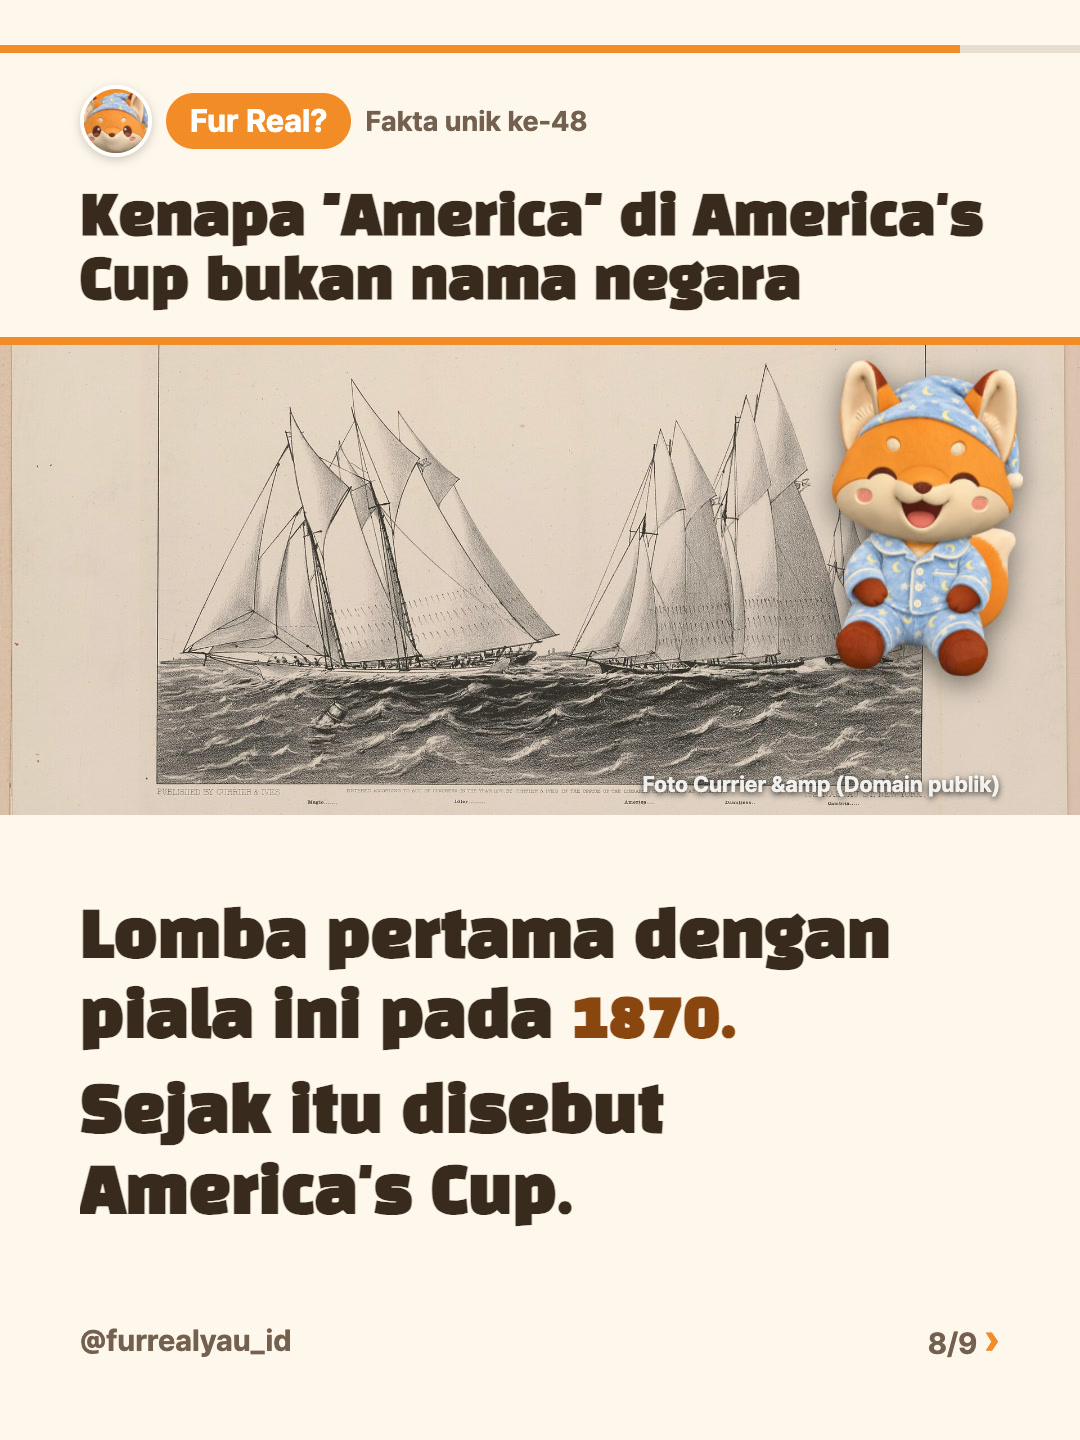 Fur Real?
Fakta unik ke-48
Kenapa "America" di America's
Cup bukan nama negara
PUBLISHED BY CURRIER & IVES
Foto Currier &amp (Domain publik)
Magic......
America....
Lomba pertama dengan
piala ini pada 1870.
Sejak itu disebut
America's Cup.
@furrealyau_id
8/9 ›